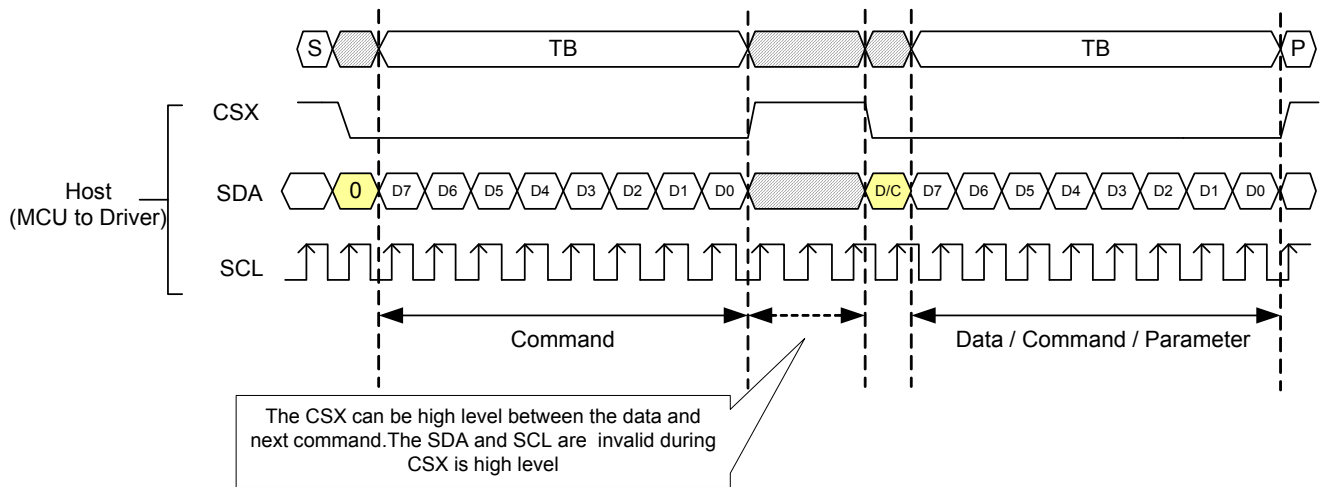 S TB TB P
CSX
Host
(MCU to Driver)
SDA 0 D7 D6 D5 D4 D3 D2 D1 D0 D/C D7 D6 D5 D4 D3 D2 D1 D0
SCL
Command Data / Command / Parameter
The CSX can be high level between the data and
next command.The SDA and SCL are invalid during
CSX is high level